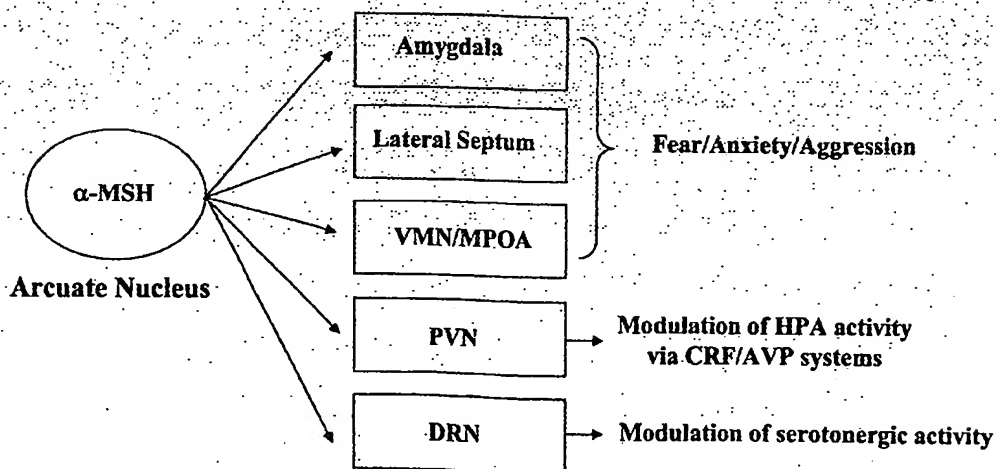 Amygdala
Lateral Septum
Fear/Anxiety/Aggression
α-MSH
VMN/MPOA
Arcuate Nucleus
PVN
Modulation of HPA activity
via CRF/AVP systems
DRN
Modulation of serotonergic activity